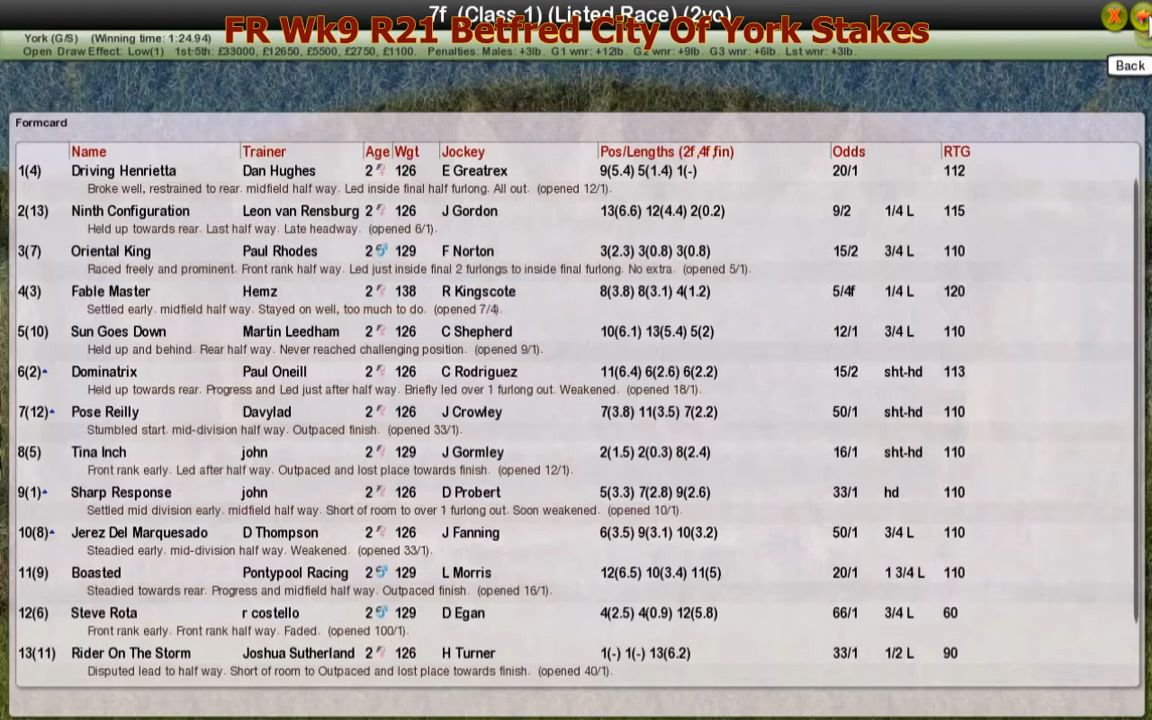 7f (Class 1) (Listed Race) (2yo)
FR Wk9 R21 Betfred City Of York Stakes
York (G/S) (Winning time: 1:24.94)
Open Draw Effect: Low(1) 1st-5th: £33000, £12650, £5500, £2750, £1100. Penalties: Males: +3lb. G1 wnr: +12lb. G2 wnr: +9lb. G3 wnr: +6lb. Lst wnr: +3lb.
X
Back
Formcard
Name Trainer Age Wgt Jockey Pos/Lengths (2f,4f,fin) Odds RTG
1(4) Driving Henrietta Dan Hughes 2 126 E Greatrex 9(5.4) 5(1.4) 1(-) 20/1 112
Broke well, restrained to rear. midfield half way. Led inside final half furlong. All out. (opened 12/1).
2(13) Ninth Configuration Leon van Rensburg 2 126 J Gordon 13(6.6) 12(4.4) 2(0.2) 9/2 1/4 L 115
Held up towards rear. Last half way. Late headway. (opened 6/1).
3(7) Oriental King Paul Rhodes 2 129 F Norton 3(2.3) 3(0.8) 3(0.8) 15/2 3/4 L 110
Raced freely and prominent. Front rank half way. Led just inside final 2 furlongs to inside final furlong. No extra. (opened 5/1).
4(3) Fable Master Hemz 2 138 R Kingscote 8(3.8) 8(3.1) 4(1.2) 5/4f 1/4 L 120
Settled early. midfield half way. Stayed on well, too much to do. (opened 7/4).
5(10) Sun Goes Down Martin Leedham 2 126 C Shepherd 10(6.1) 13(5.4) 5(2) 12/1 3/4 L 110
Held up and behind. Rear half way. Never reached challenging position. (opened 9/1).
6(2) Dominatrix Paul Oneill 2 126 C Rodriguez 11(6.4) 6(2.6) 6(2.2) 15/2 sht-hd 113
Held up towards rear. Progress and Led just after half way. Briefly led over 1 furlong out. Weakened. (opened 18/1).
7(12) Pose Reilly Davylad 2 126 J Crowley 7(3.8) 11(3.5) 7(2.2) 50/1 sht-hd 110
Stumbled start. mid-division half way. Outpaced finish. (opened 33/1).
8(5) Tina Inch john 2 129 J Gormley 2(1.5) 2(0.3) 8(2.4) 16/1 sht-hd 110
Front rank early. Led after half way. Outpaced and lost place towards finish. (opened 12/1).
9(1) Sharp Response john 2 126 D Probert 5(3.3) 7(2.8) 9(2.6) 33/1 hd 110
Settled mid division early. midfield half way. Short of room to over 1 furlong out. Soon weakened. (opened 10/1).
10(8) Jerez Del Marquesado D Thompson 2 126 J Fanning 6(3.5) 9(3.1) 10(3.2) 50/1 3/4 L 110
Steadied early. mid-division half way. Weakened. (opened 33/1).
11(9) Boasted Pontypool Racing 2 129 L Morris 12(6.5) 10(3.4) 11(5) 20/1 1 3/4 L 110
Steadied towards rear. Progress and midfield half way. Outpaced finish. (opened 16/1).
12(6) Steve Rota r costello 2 129 D Egan 4(2.5) 4(0.9) 12(5.8) 66/1 3/4 L 60
Front rank early. Front rank half way. Faded. (opened 100/1).
13(11) Rider On The Storm Joshua Sutherland 2 126 H Turner 1(-) 1(-) 13(6.2) 33/1 1/2 L 90
Disputed lead to half way. Short of room to Outpaced and lost place towards finish. (opened 40/1).